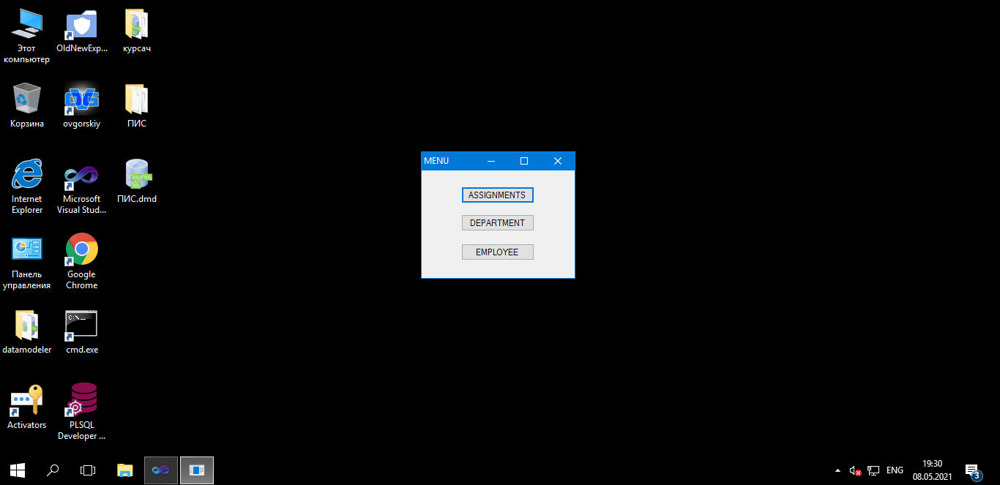 Этот
компьютер
OldNewExp...
курсач
Корзина
ovgorskiy
ПИС
Internet
Explorer
Microsoft
Visual Stud...
ПИС.dmd
Панель
управления
Google
Chrome
datamodeler
C:\._
cmd.exe
Activators
PLSQL
Developer ...
MENU
ASSIGNMENTS
DEPARTMENT
EMPLOYEE
ENG
19:30
08.05.2021
3